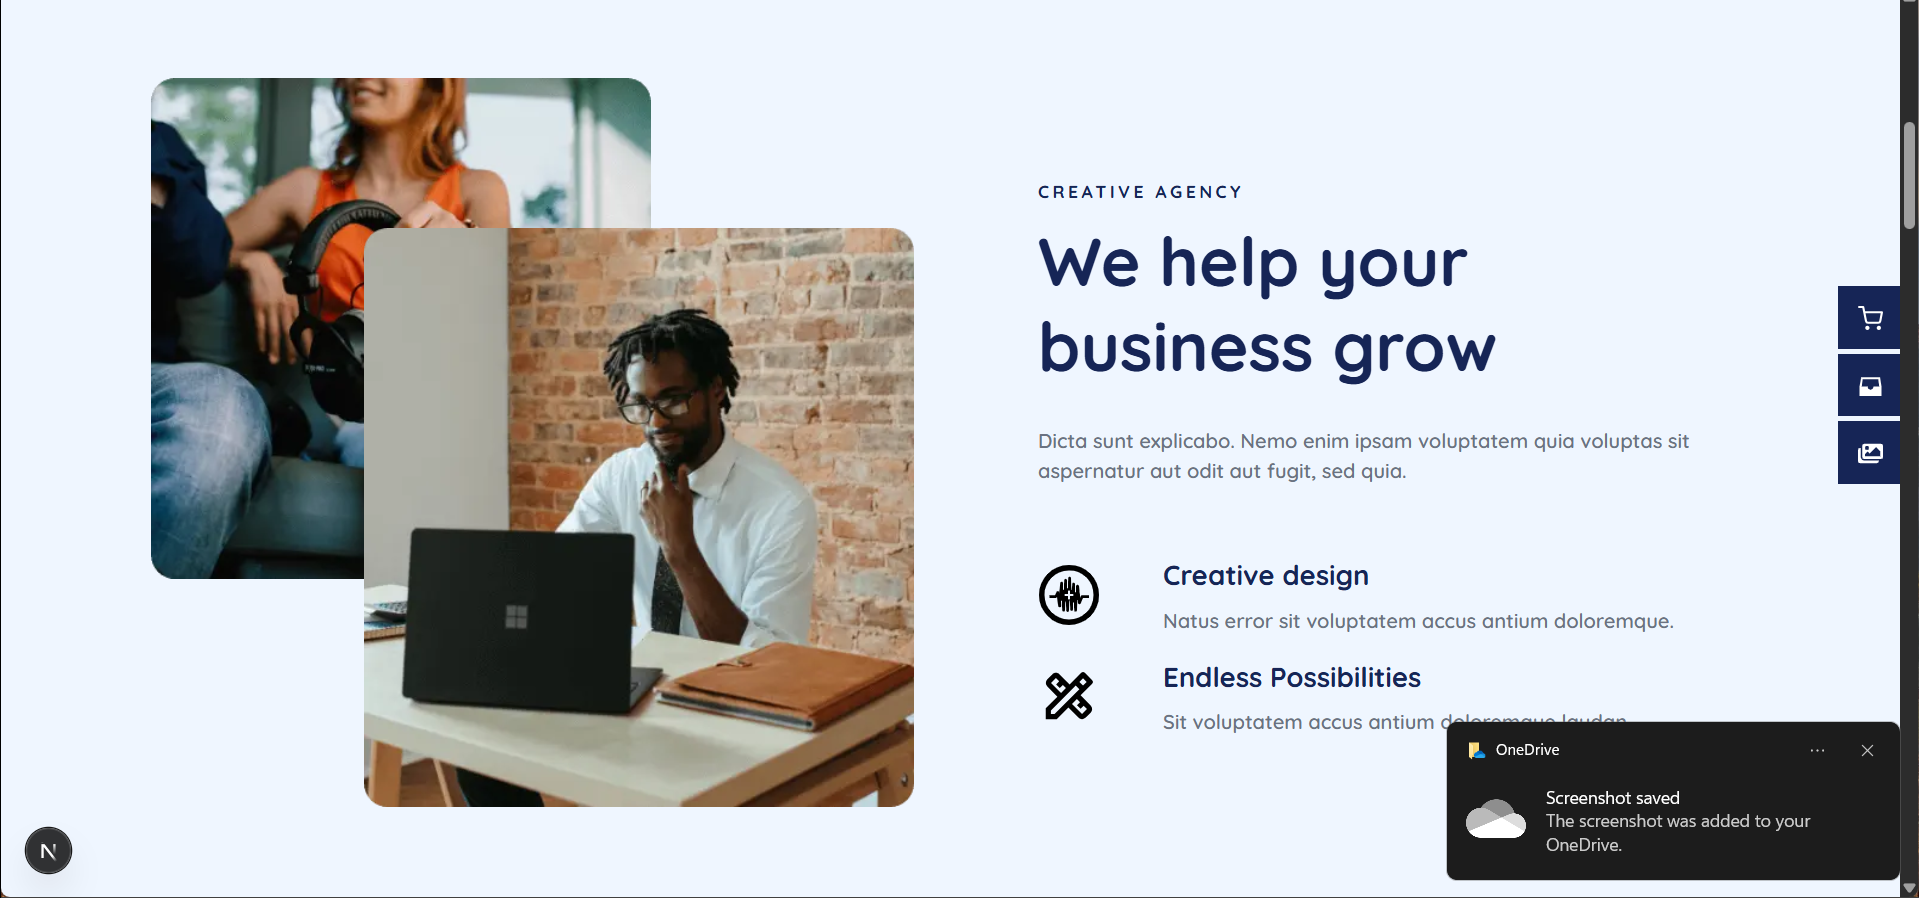 CREATIVE AGENCY
We help your
business grow
Dicta sunt explicabo. Nemo enim ipsam voluptatem quia voluptas sit
aspernatur aut odit aut fugit, sed quia.
Creative design
Natus error sit voluptatem accus antium doloremque.
Endless Possibilities
Sit voluptatem accus antium doloremque laudan
OneDrive
Screenshot saved
The screenshot was added to your
OneDrive.
N